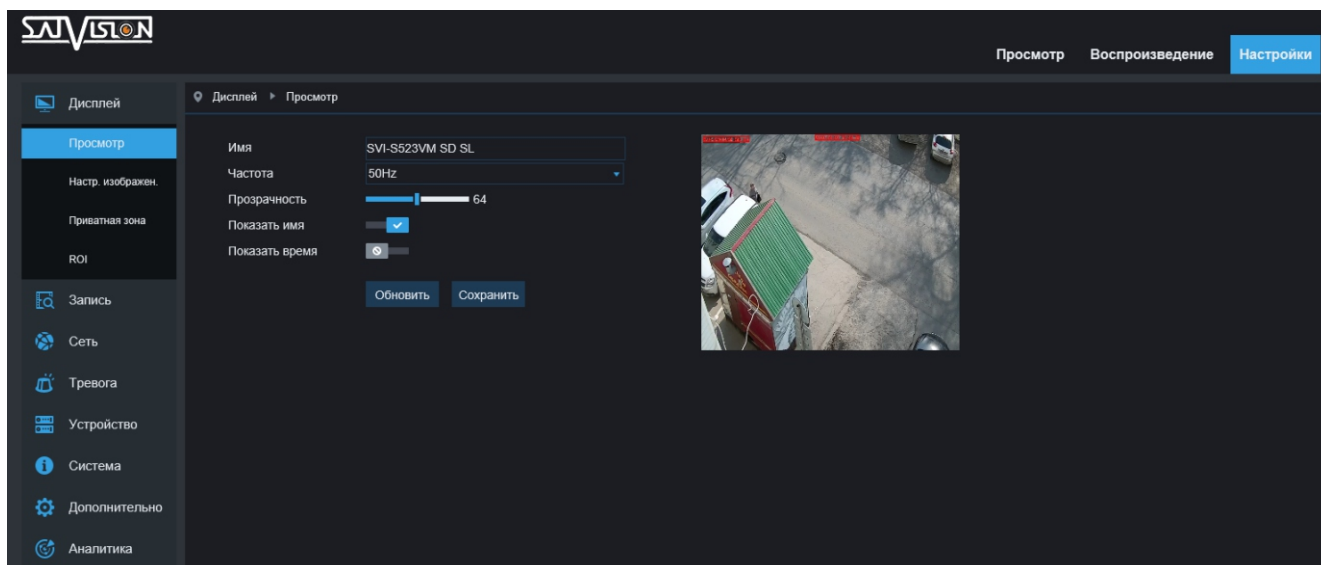 SATVISION
Просмотр Воспроизведение Настройки
Дисплей
Дисплей Просмотр
Просмотр
Настр. изображен.
Приватная зона
ROI
Запись
Сеть
Тревога
Устройство
Система
Дополнительно
Аналитика
Имя SVI-S523VM SD SL
Частота 50Hz
Прозрачность 64
Показать имя
Показать время
Обновить Сохранить